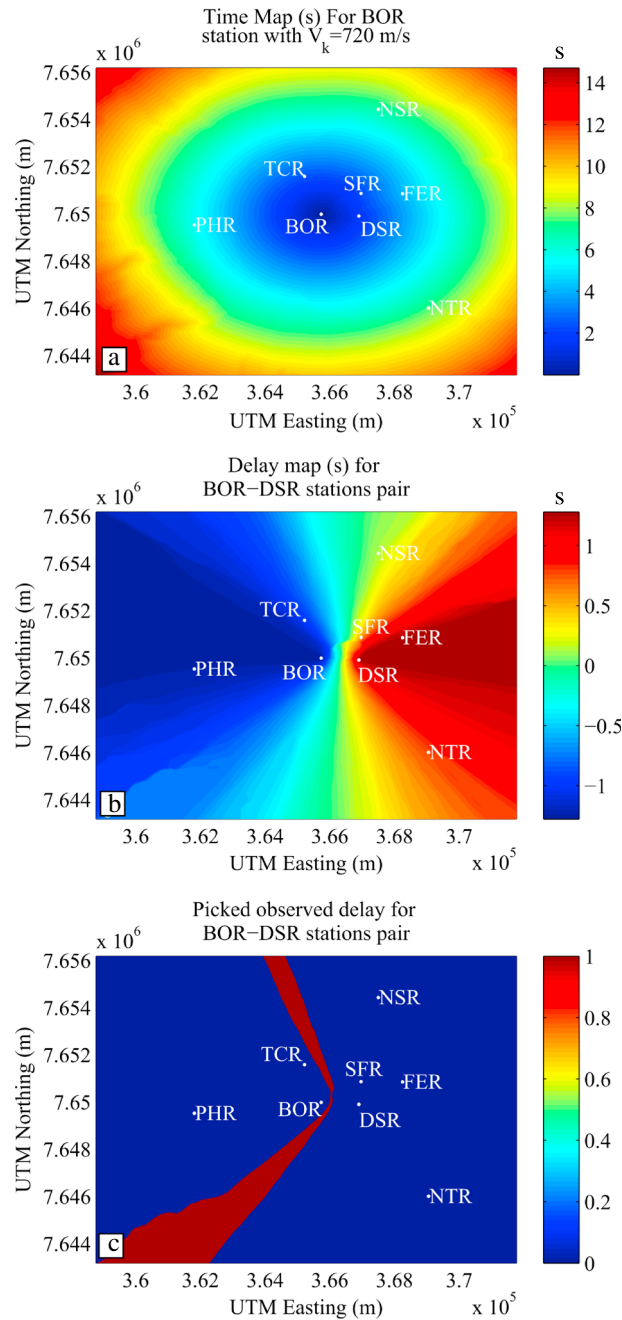 Time Map (s) For BOR
station with V_k=720 m/s
x 10^6
s
7.656
7.654
7.652
7.65
7.648
7.646
7.644
UTM Northing (m)
NSR
TCR
SFR
FER
PHR
BOR
DSR
NTR
a
14
12
10
8
6
4
2
3.6 3.62 3.64 3.66 3.68 3.7
UTM Easting (m)
x 10^5
Delay map (s) for
BOR−DSR stations pair
x 10^6
s
7.656
7.654
7.652
7.65
7.648
7.646
7.644
UTM Northing (m)
NSR
TCR
SFR
FER
PHR
BOR
DSR
NTR
b
1
0.5
0
−0.5
−1
3.6 3.62 3.64 3.66 3.68 3.7
UTM Easting (m)
x 10^5
Picked observed delay for
BOR−DSR stations pair
x 10^6
7.656
7.654
7.652
7.65
7.648
7.646
7.644
UTM Northing (m)
NSR
TCR
SFR
FER
PHR
BOR
DSR
NTR
c
1
0.8
0.6
0.4
0.2
0
3.6 3.62 3.64 3.66 3.68 3.7
UTM Easting (m)
x 10^5